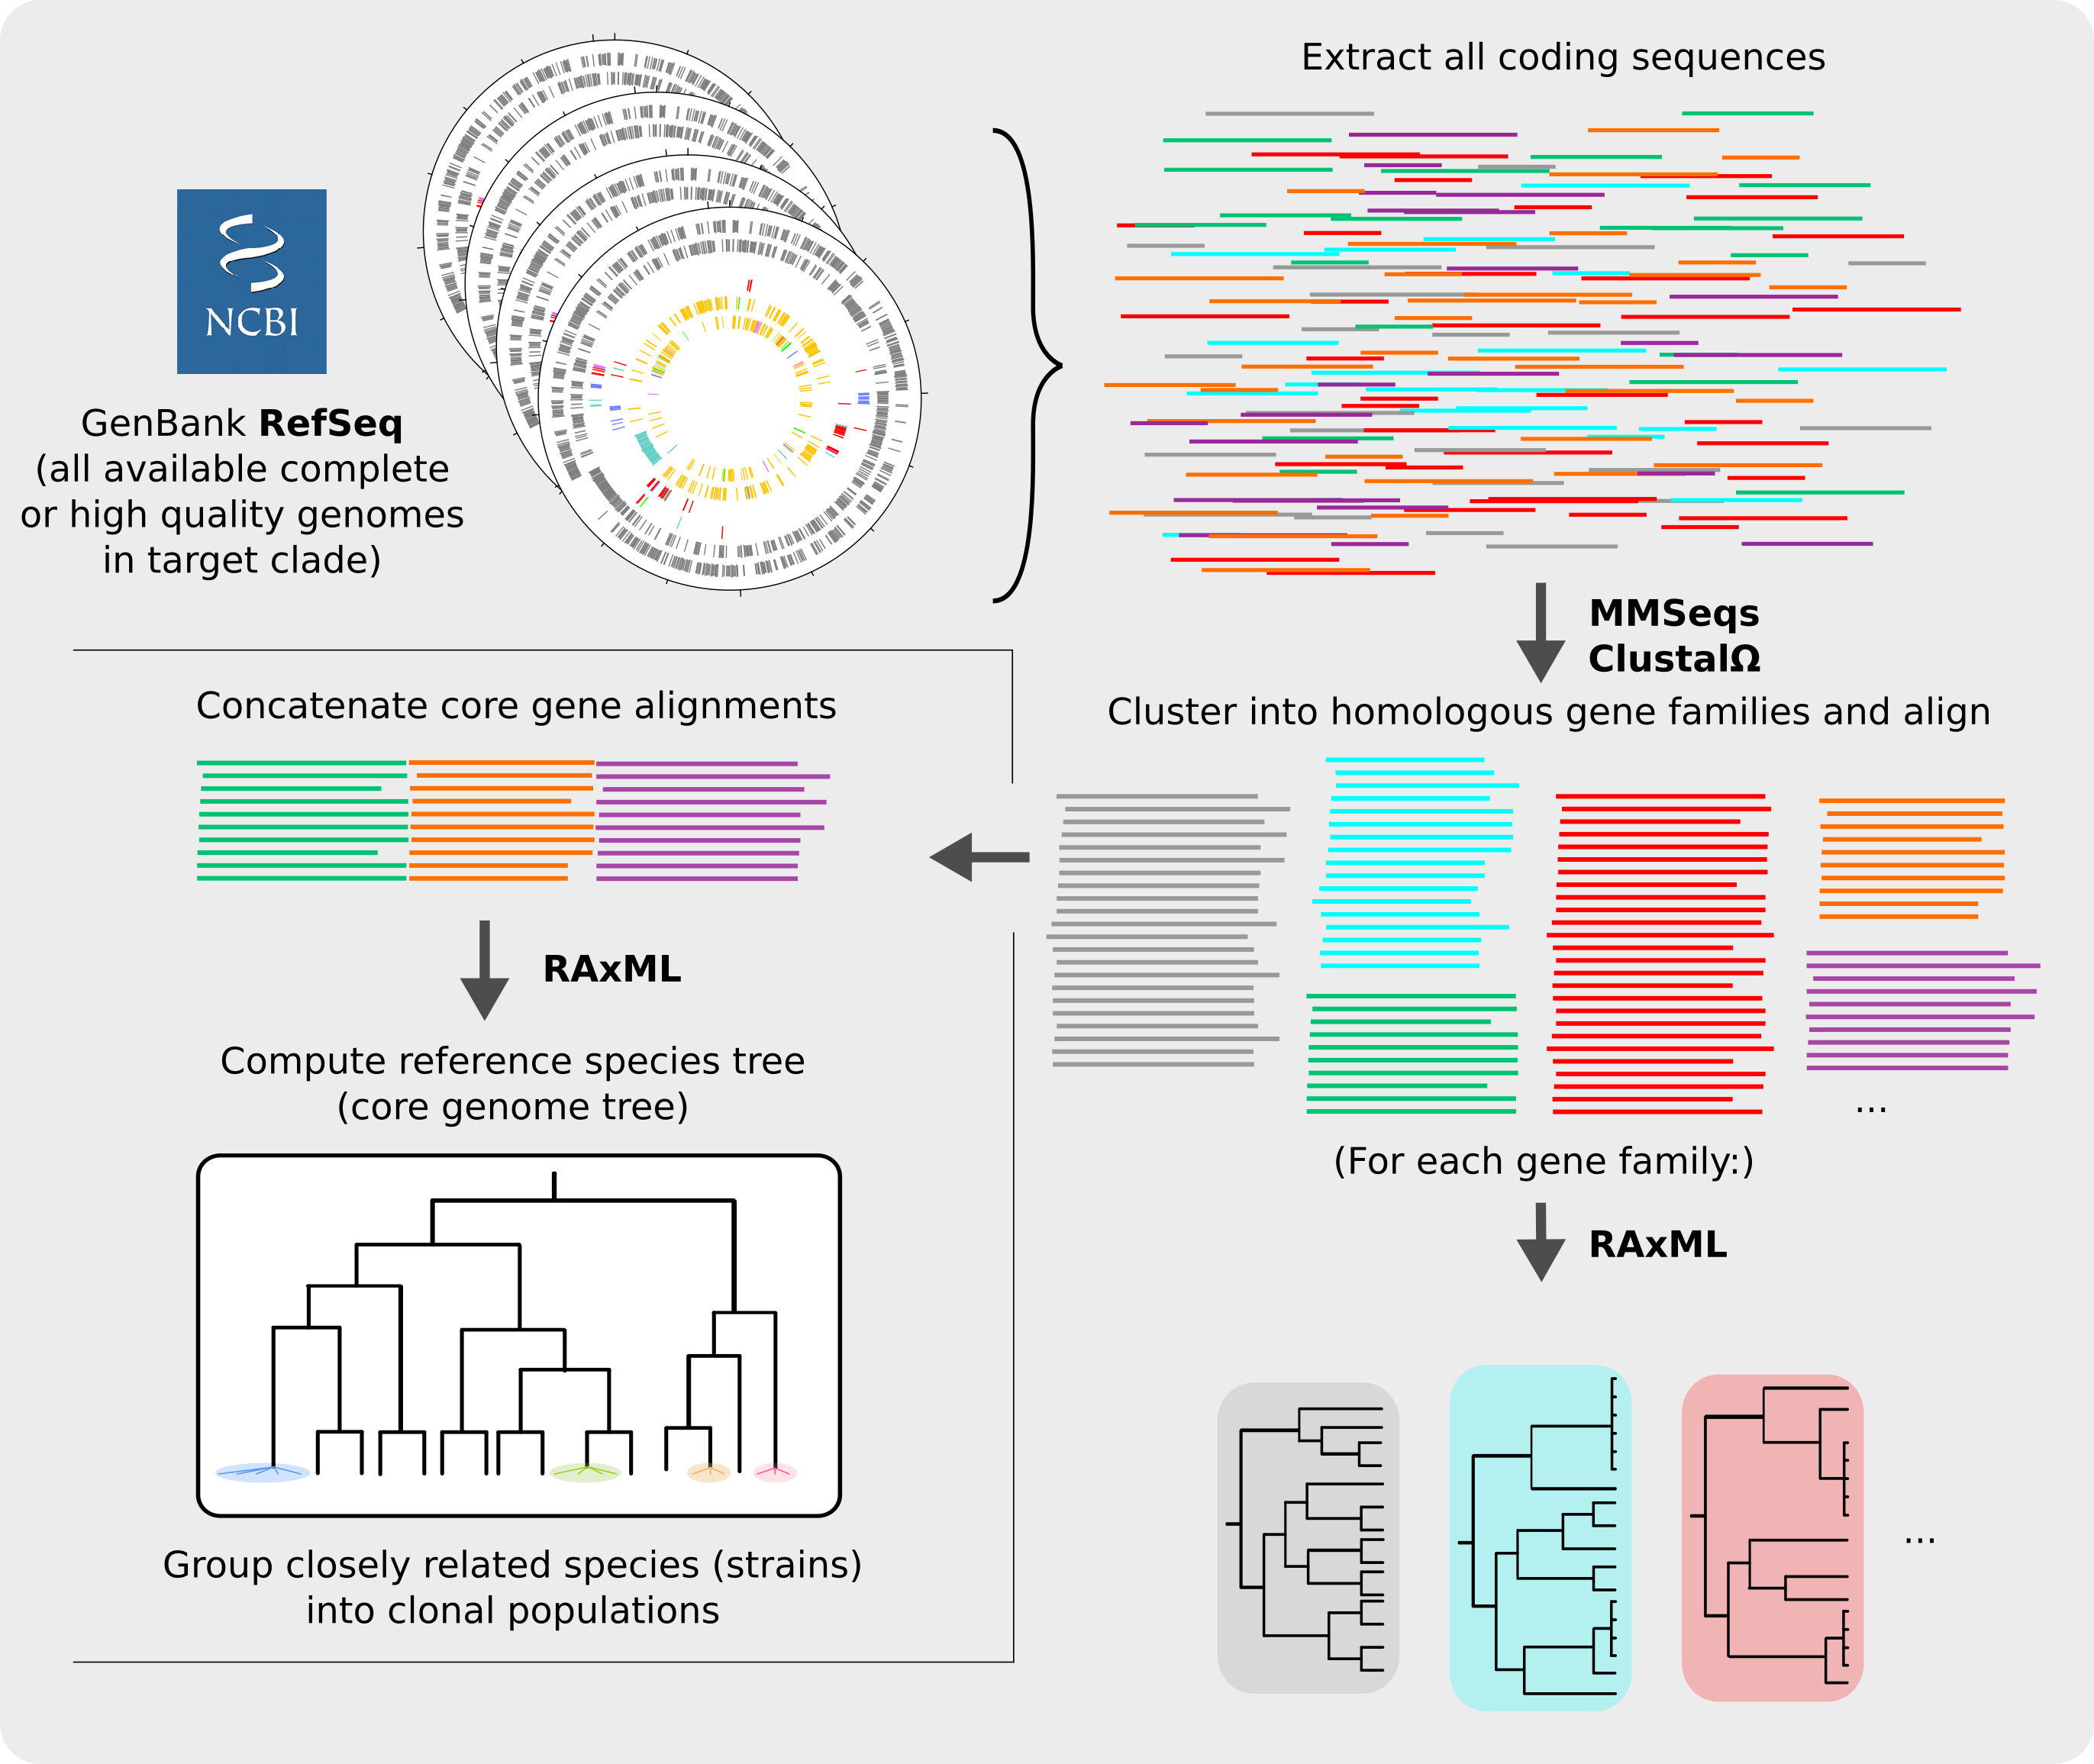 NCBI
GenBank RefSeq
(all available complete
or high quality genomes
in target clade)
Extract all coding sequences
MMSeqs
ClustalΩ
Cluster into homologous gene families and align
...
(For each gene family:)
RAxML
...
Concatenate core gene alignments
RAxML
Compute reference species tree
(core genome tree)
Group closely related species (strains)
into clonal populations